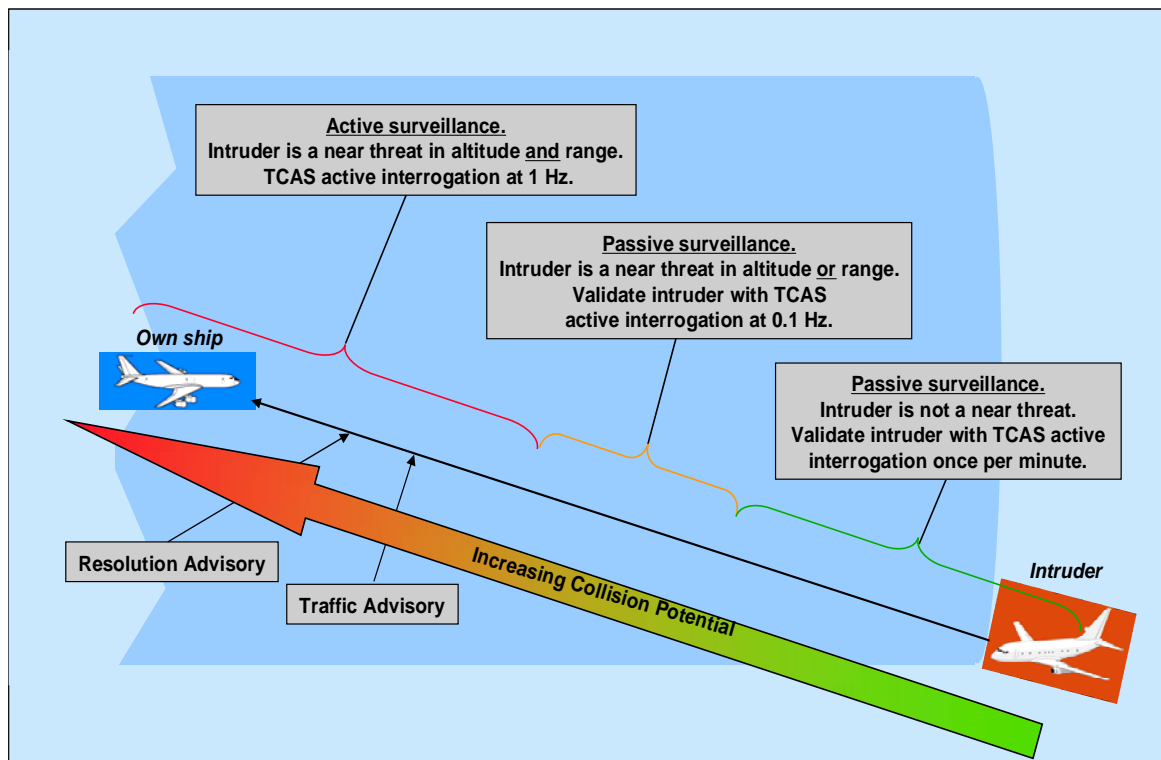 Active surveillance.
Intruder is a near threat in altitude and range.
TCAS active interrogation at 1 Hz.
Passive surveillance.
Intruder is a near threat in altitude or range.
Validate intruder with TCAS
active interrogation at 0.1 Hz.
Own ship
Passive surveillance.
Intruder is not a near threat.
Validate intruder with TCAS active
interrogation once per minute.
Resolution Advisory
Traffic Advisory
Increasing Collision Potential
Intruder